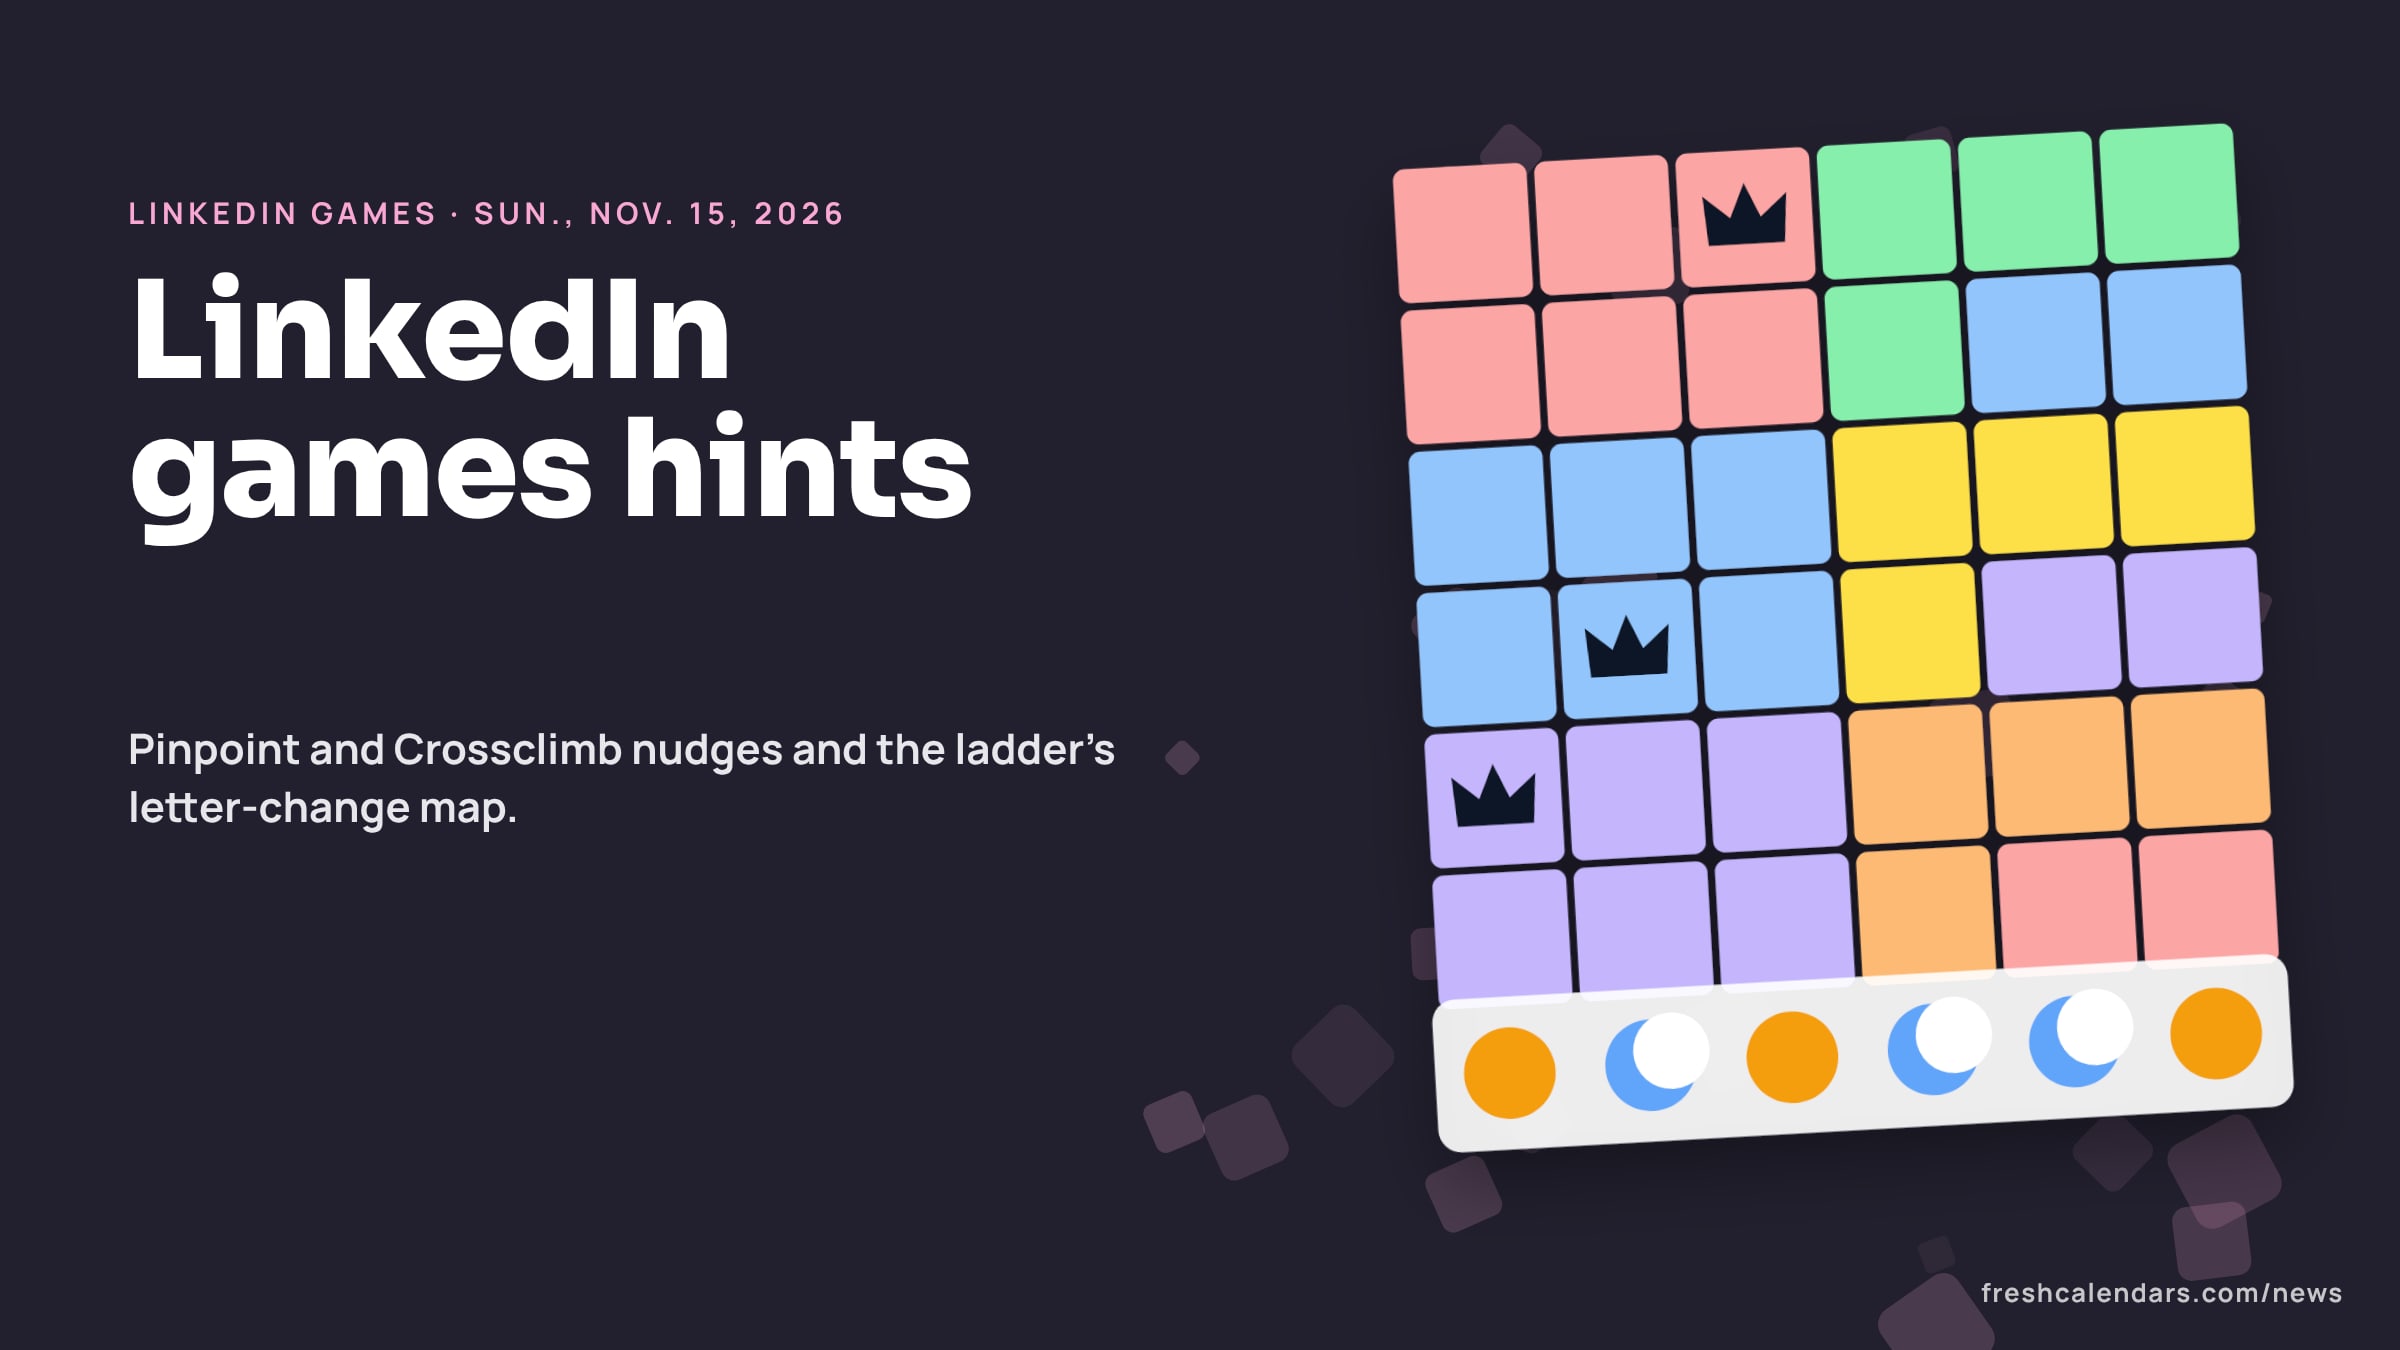 LINKEDIN GAMES · SUN., NOV. 15, 2026
LinkedIn
games hints
Pinpoint and Crossclimb nudges and the ladder’s
letter-change map.
freshcalendars.com/news